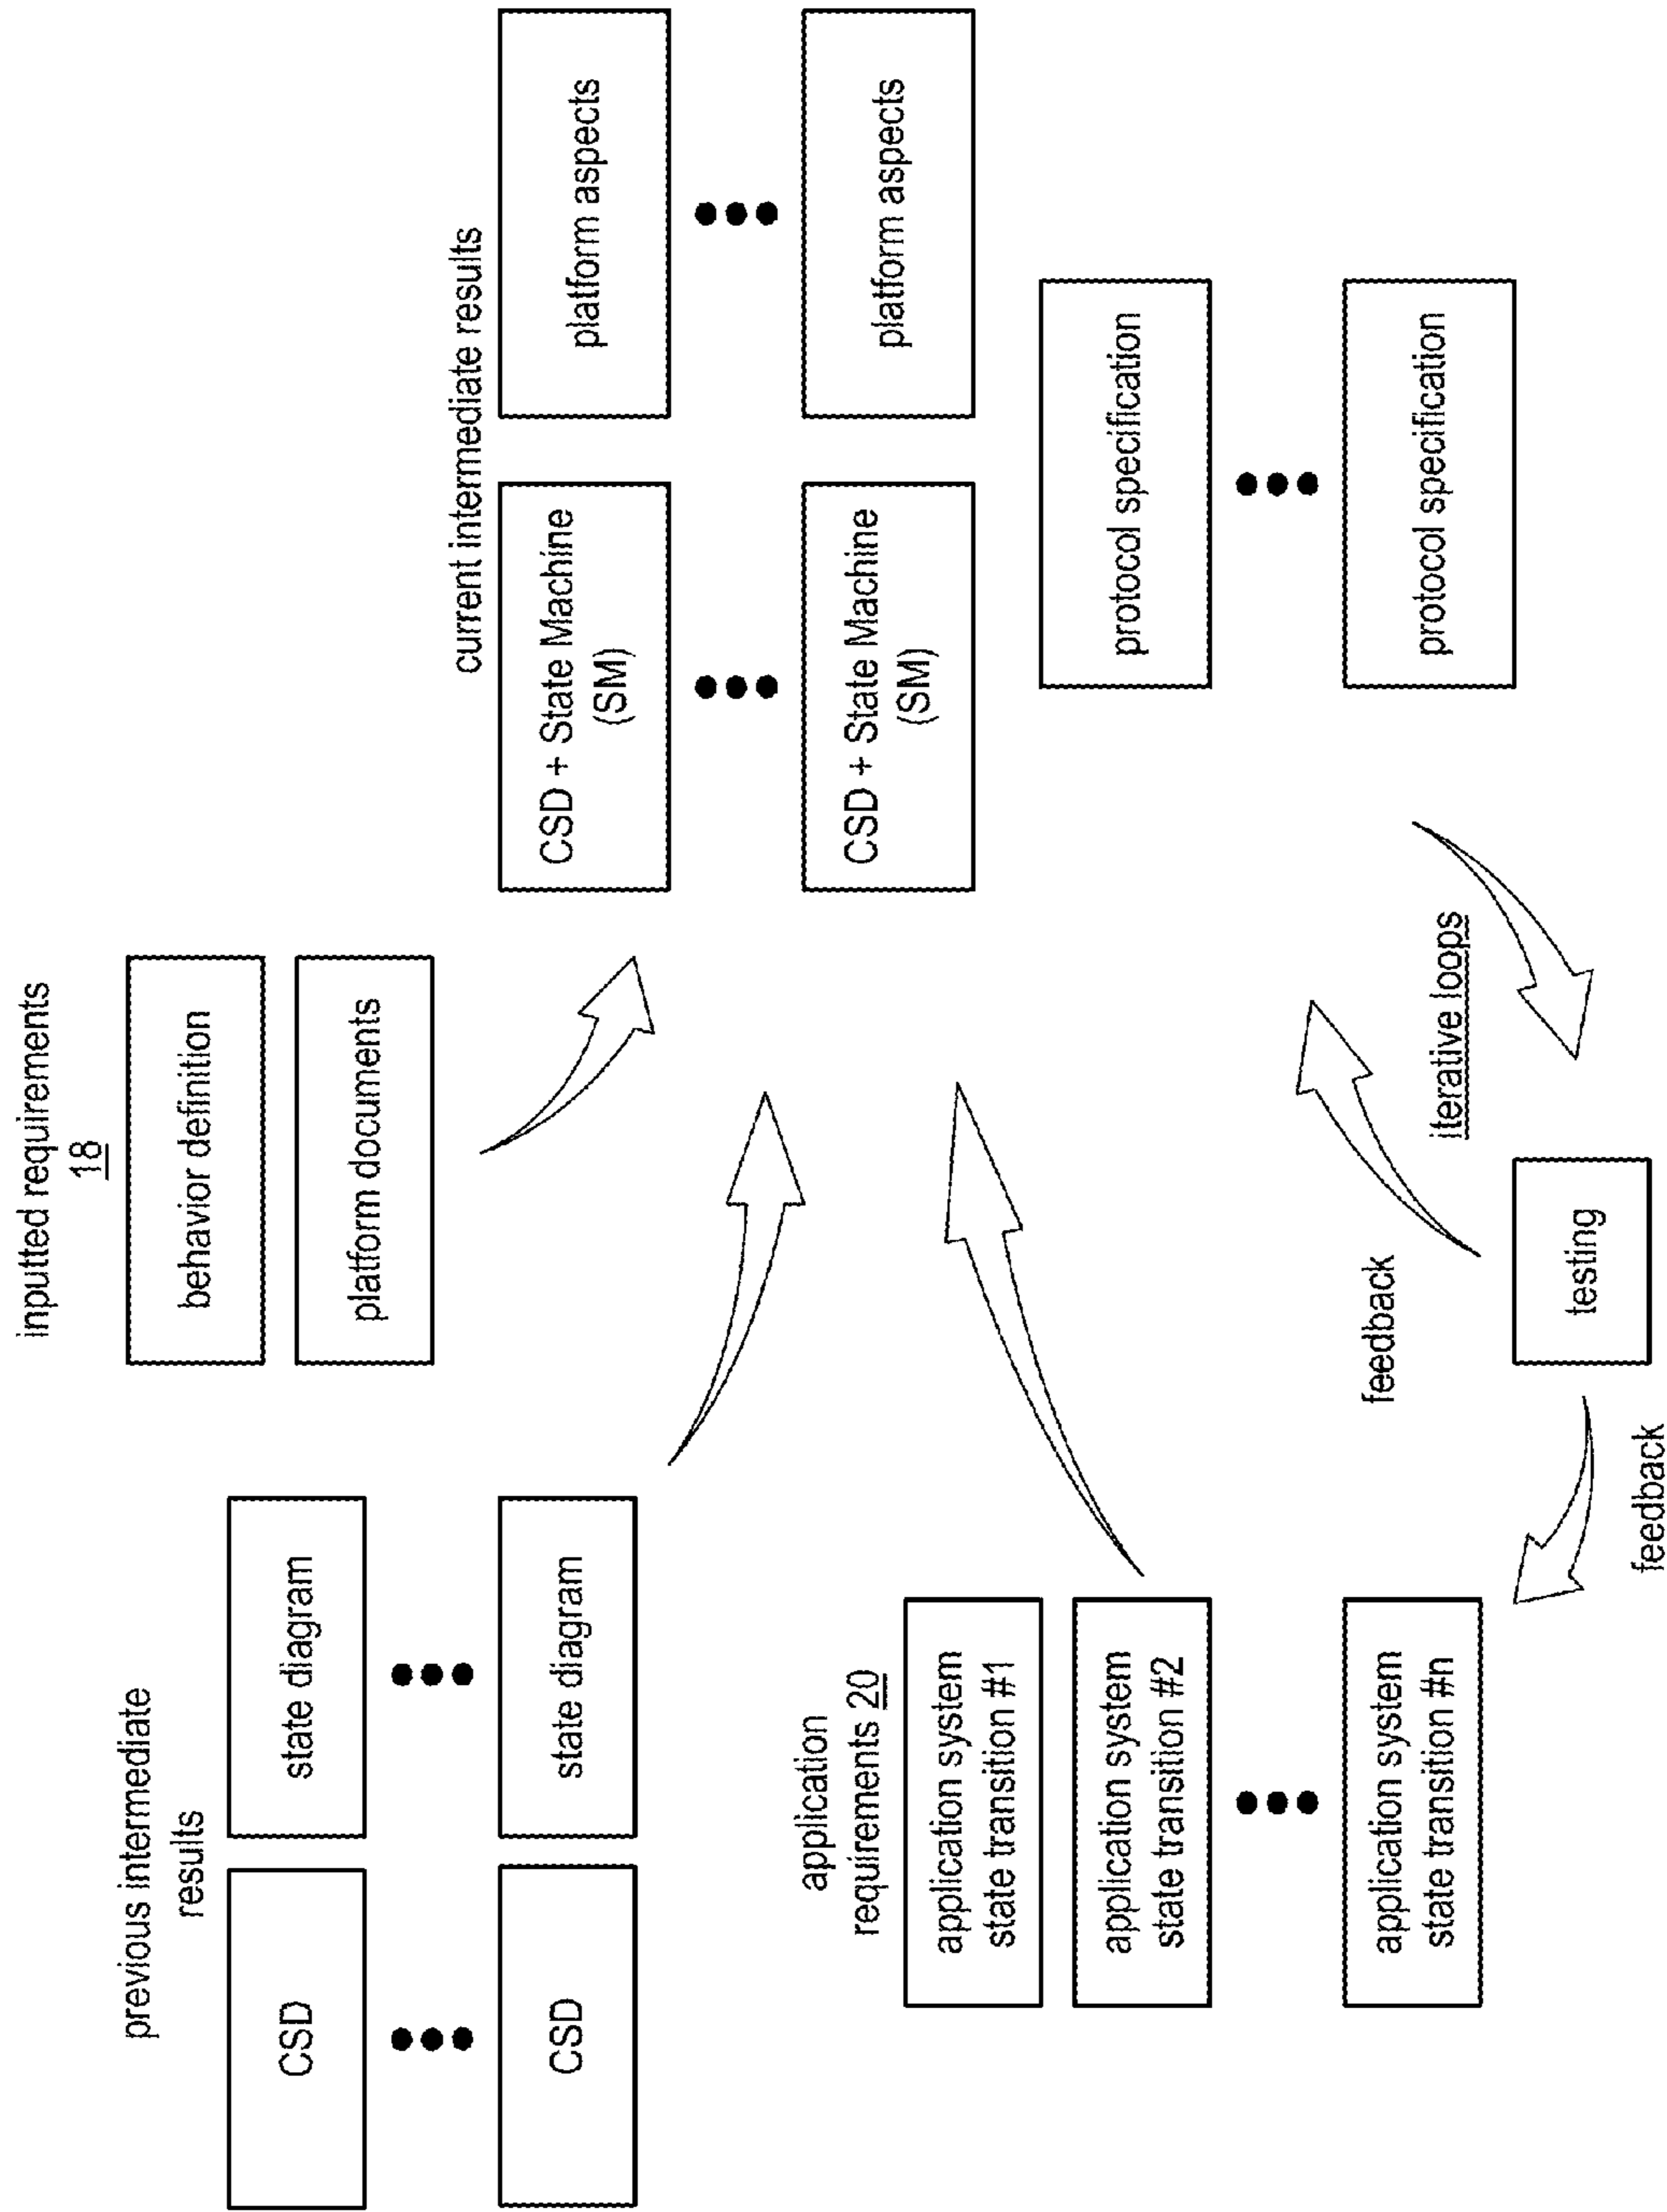 previous intermediate
results
CSD
state diagram
CSD
state diagram
inputted requirements
18
behavior definition
platform documents
current intermediate results
CSD + State Machine
(SM)
platform aspects
CSD + State Machine
(SM)
platform aspects
application
requirements 20
application system
state transition #1
application system
state transition #2
application system
state transition #n
protocol specification
protocol specification
iterative loops
feedback
testing
feedback